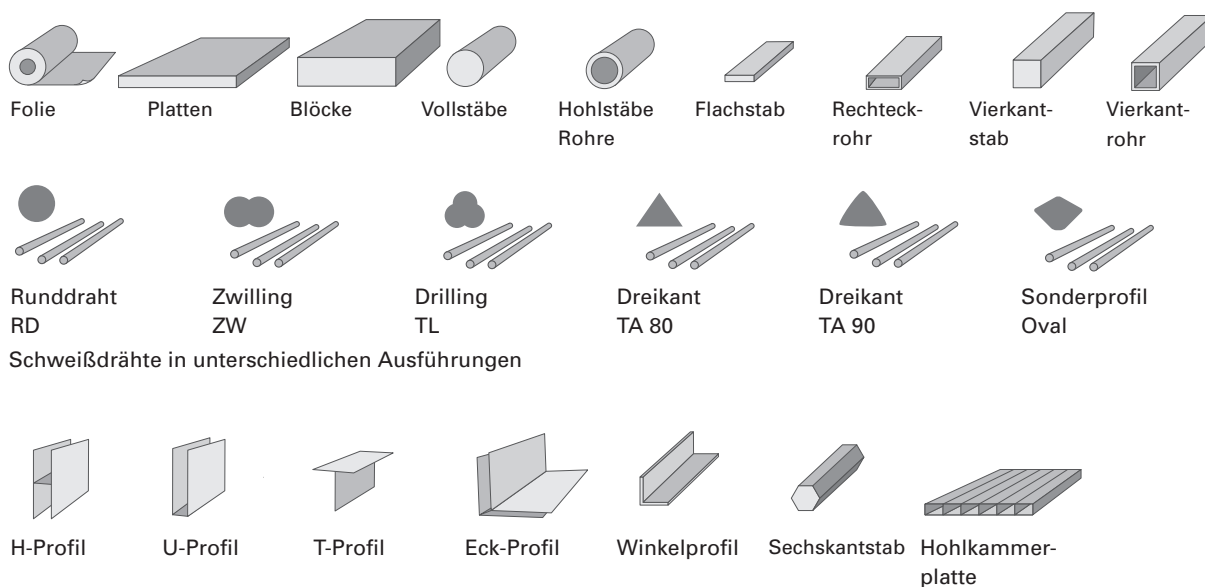 Folie
Platten
Blöcke
Vollstäbe
Hohlstäbe
Rohre
Flachstab
Rechteck-
rohr
Vierkant-
stab
Vierkant-
rohr
Runddraht
RD
Zwilling
ZW
Drilling
TL
Dreikant
TA 80
Dreikant
TA 90
Sonderprofil
Oval
Schweißdrähte in unterschiedlichen Ausführungen
H-Profil
U-Profil
T-Profil
Eck-Profil
Winkelprofil
Sechskantstab
Hohlkammer-
platte